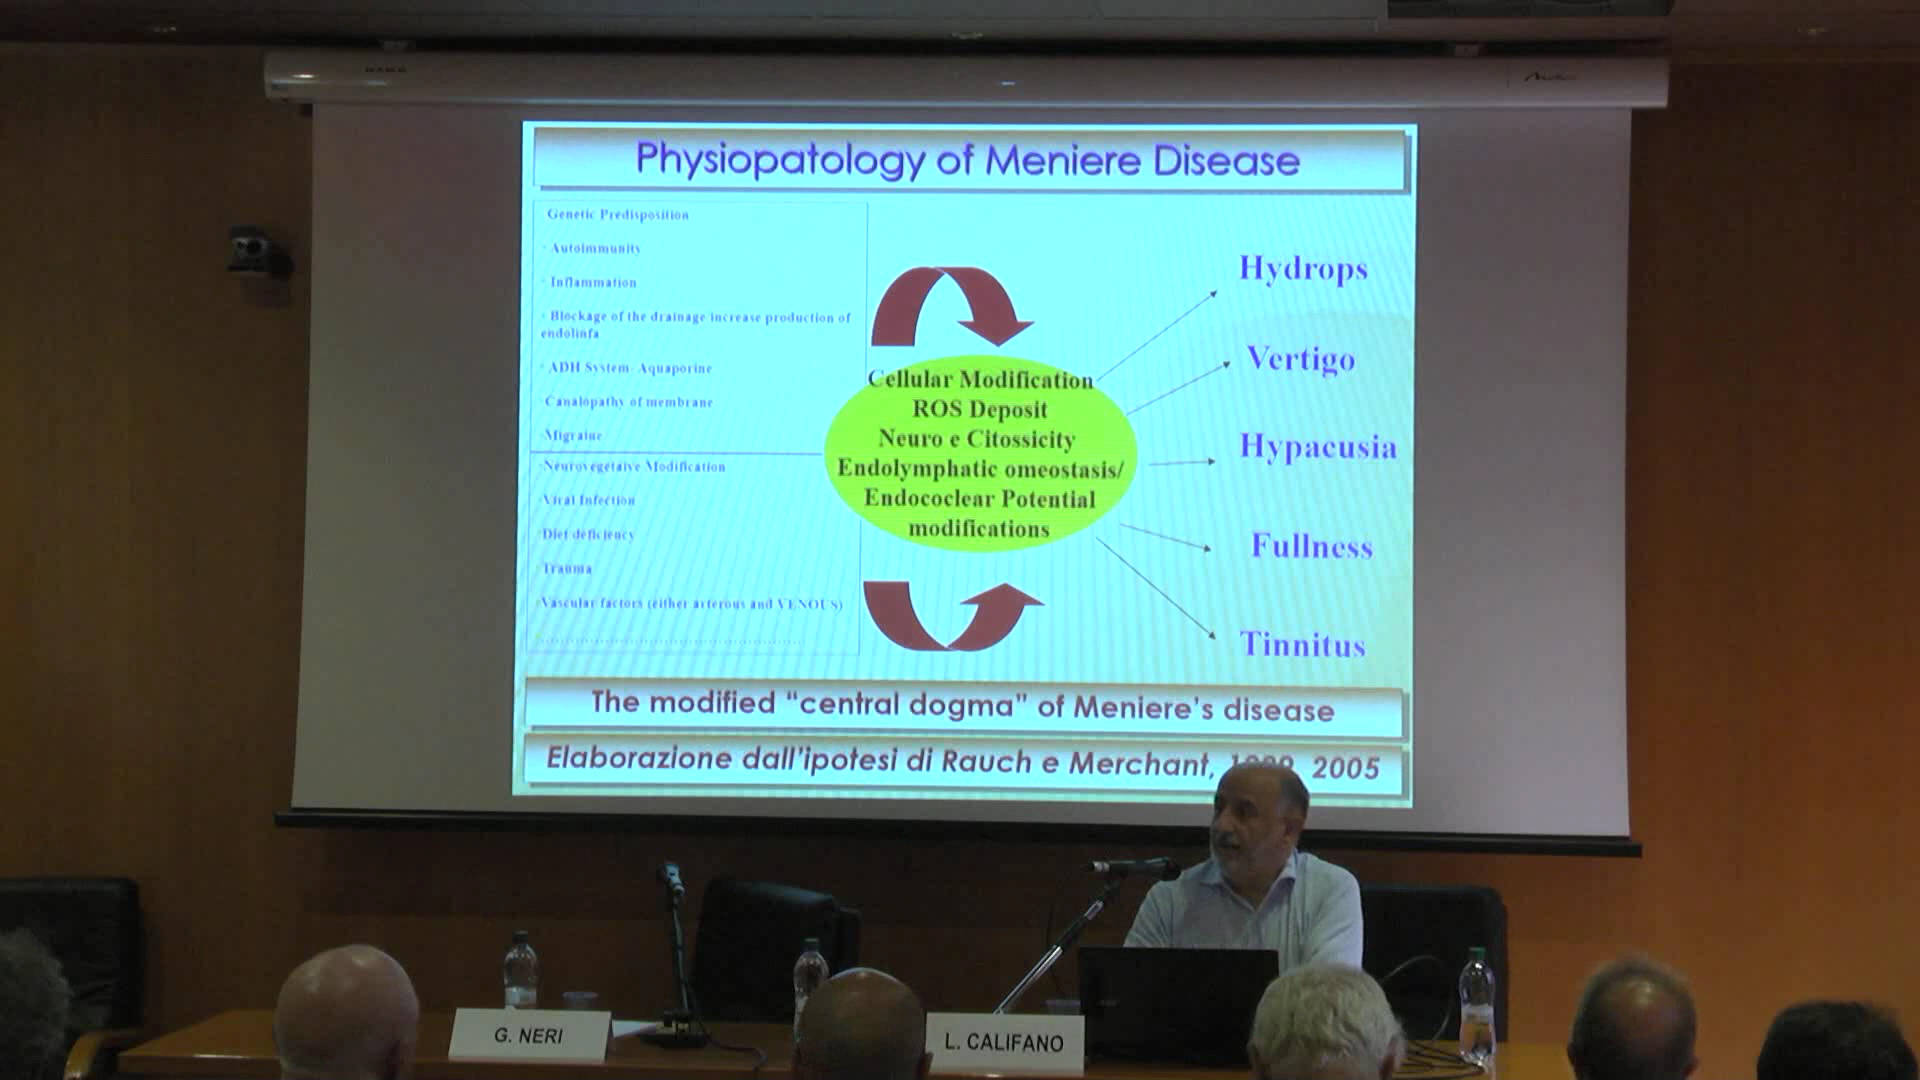 Physiopatology of Meniere Disease
Genetic Predisposition
· Autoimmunity
· Inflammation
· Blockage of the drainage/increase production of
endolinfa
· ADH System- Aquaporine
·Canalopathy of membrane
·Migraine
·Neurovegetaive Modification
·Viral Infection
·Diet deficiency
·Trauma
·Vascular factors (either arterous and VENOUS)
Cellular Modification
ROS Deposit
Neuro e Citossicity
Endolymphatic omeostasis/
Endococlear Potential
modifications
Hydrops
Vertigo
Hypacusia
Fullness
Tinnitus
The modified "central dogma" of Meniere's disease
Elaborazione dall'ipotesi di Rauch e Merchant, 2005
G. NERI
L. CALIFANO